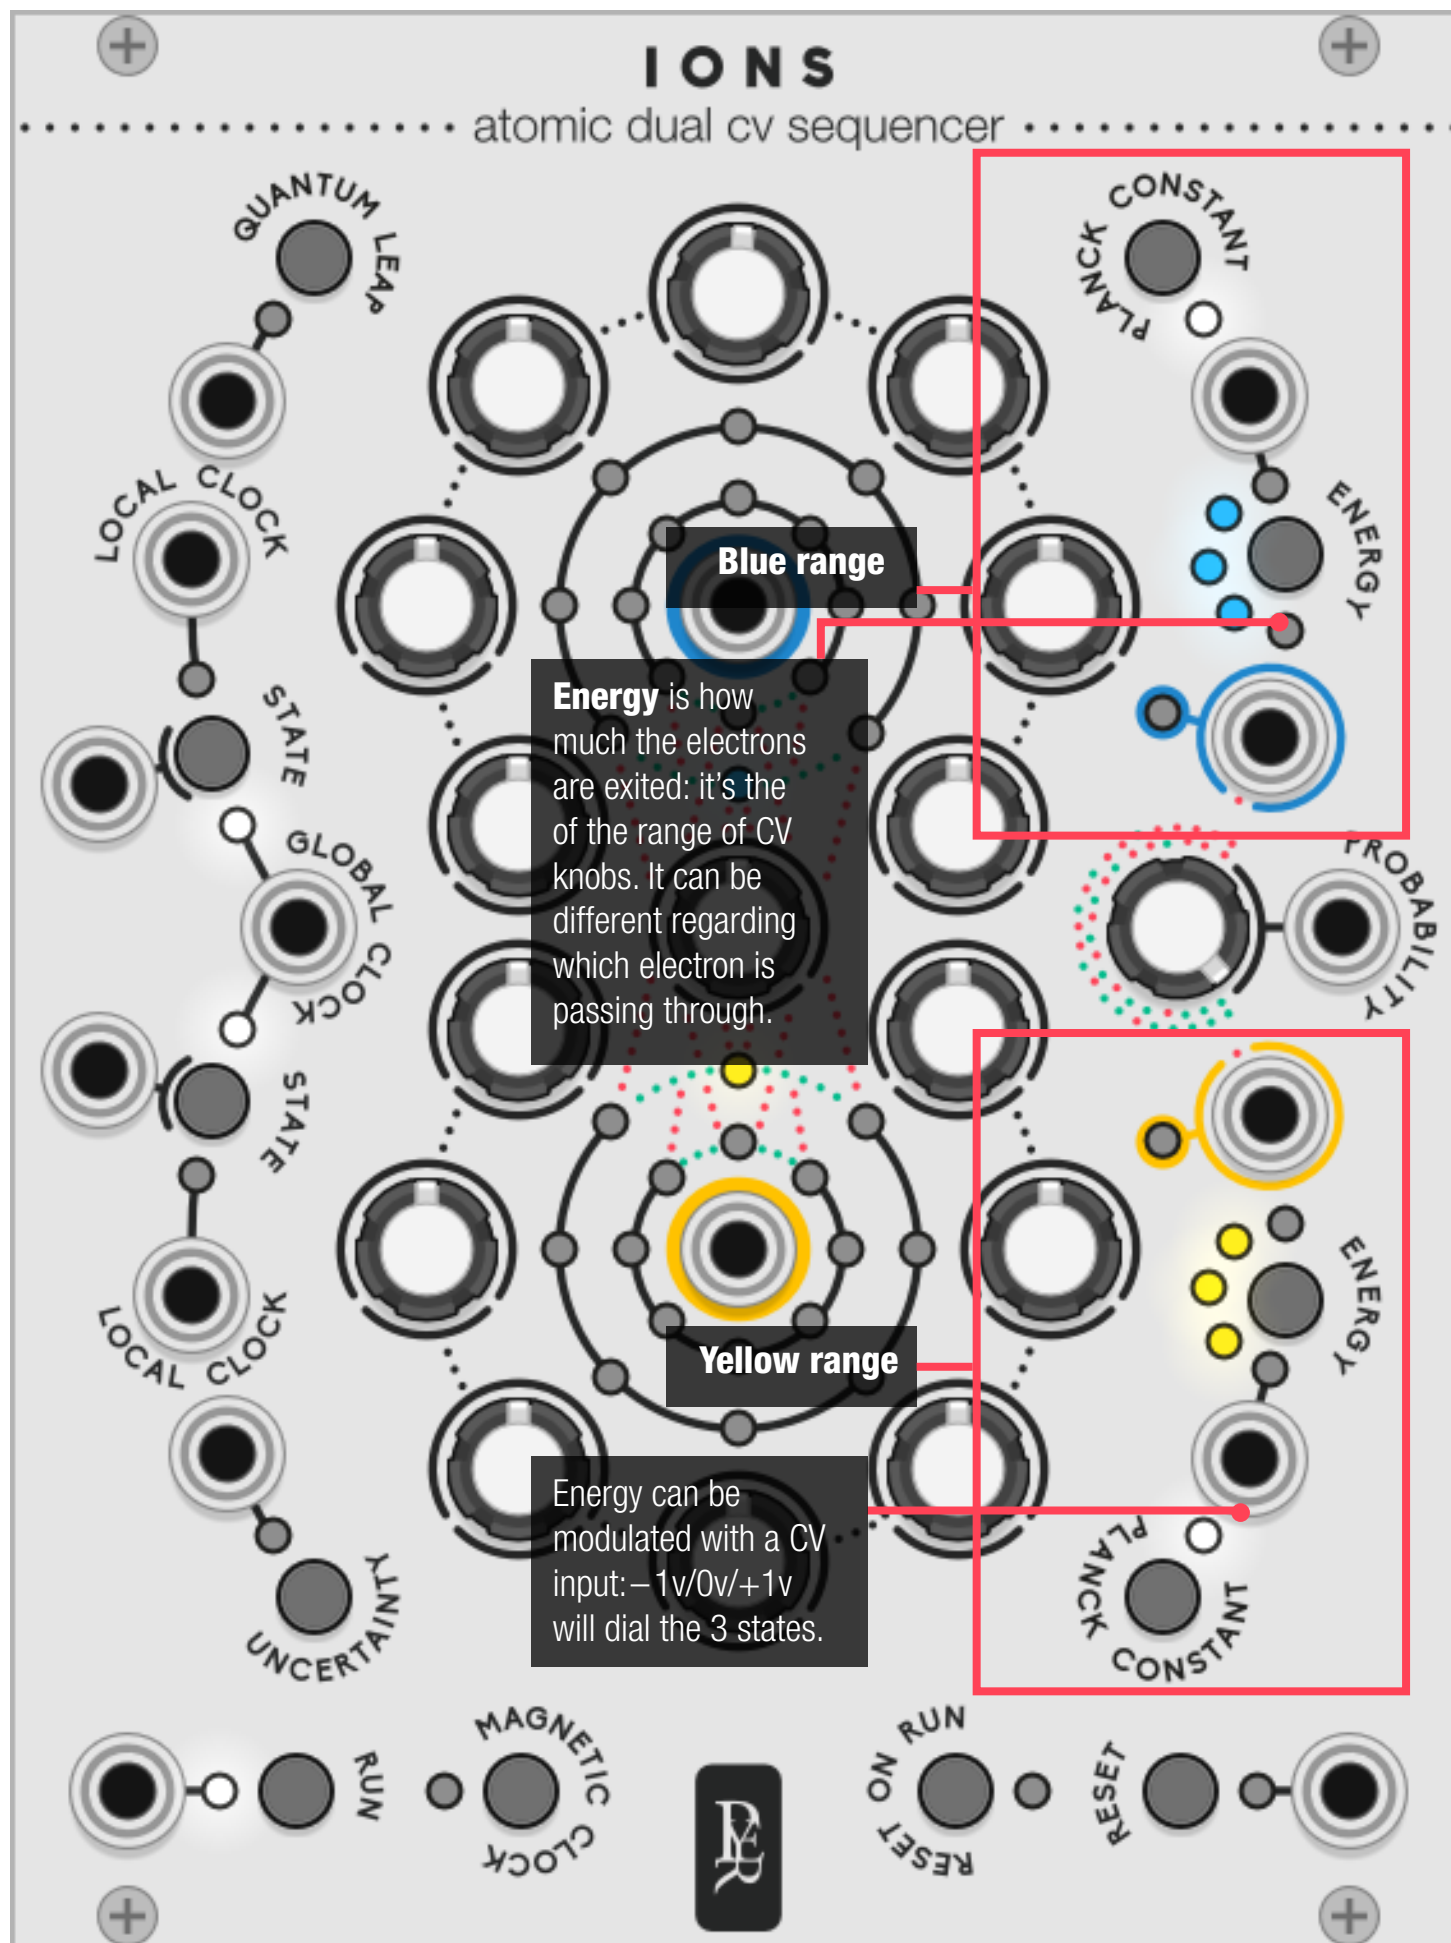 IONS
atomic dual cv sequencer
QUANTUM LEAP
PLANCK CONSTANT
LOCAL CLOCK
ENERGY
Blue range
STATE
Energy is how
much the electrons
are exited: it's the
of the range of CV
knobs. It can be
different regarding
which electron is
passing through.
GLOBAL CLOCK
PROBABILITY
STATE
ENERGY
LOCAL CLOCK
Yellow range
Energy can be
modulated with a CV
input: –1v/0v/+1v
will dial the 3 states.
UNCERTAINTY
PLANCK CONSTANT
RUN
MAGNETIC CLOCK
RESET ON RUN
RESET